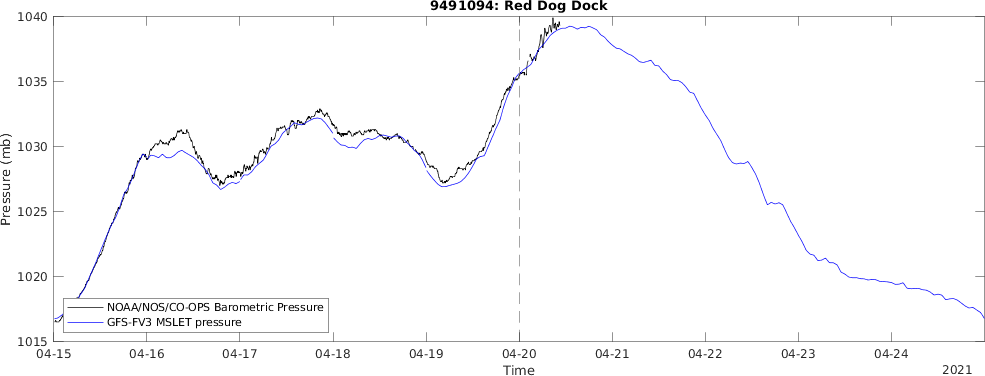 9491094: Red Dog Dock
1040
1035
1030
1025
1020
1015
Pressure (mb)
NOAA/NOS/CO-OPS Barometric Pressure
GFS-FV3 MSLET pressure
04-15 04-16 04-17 04-18 04-19 04-20 04-21 04-22 04-23 04-24
Time
2021